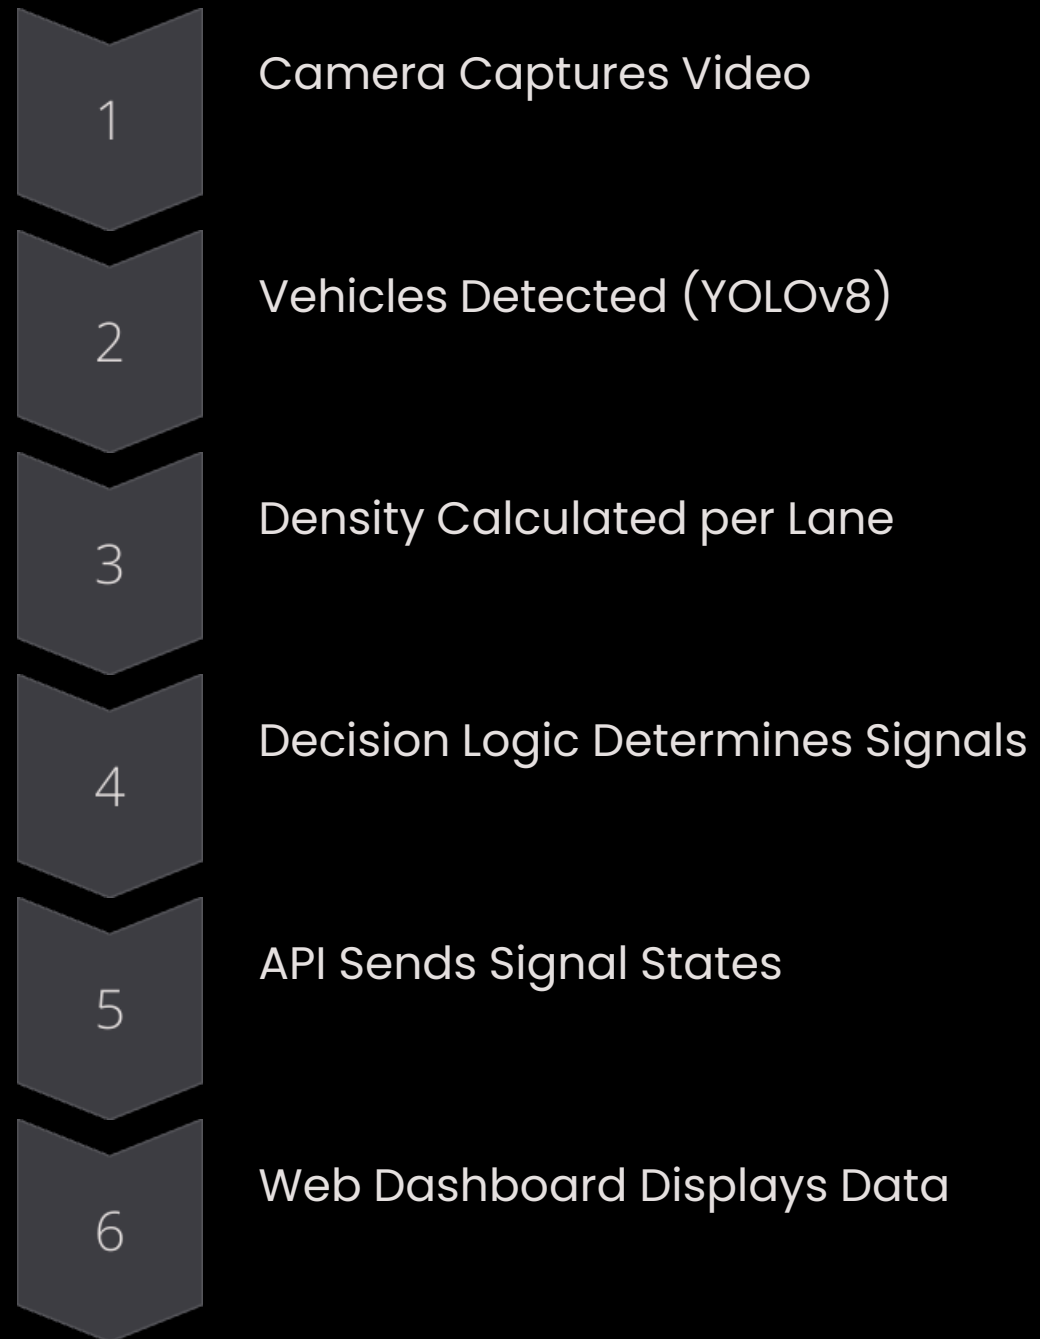 1
Camera Captures Video
2
Vehicles Detected (YOLOv8)
3
Density Calculated per Lane
4
Decision Logic Determines Signals
5
API Sends Signal States
6
Web Dashboard Displays Data